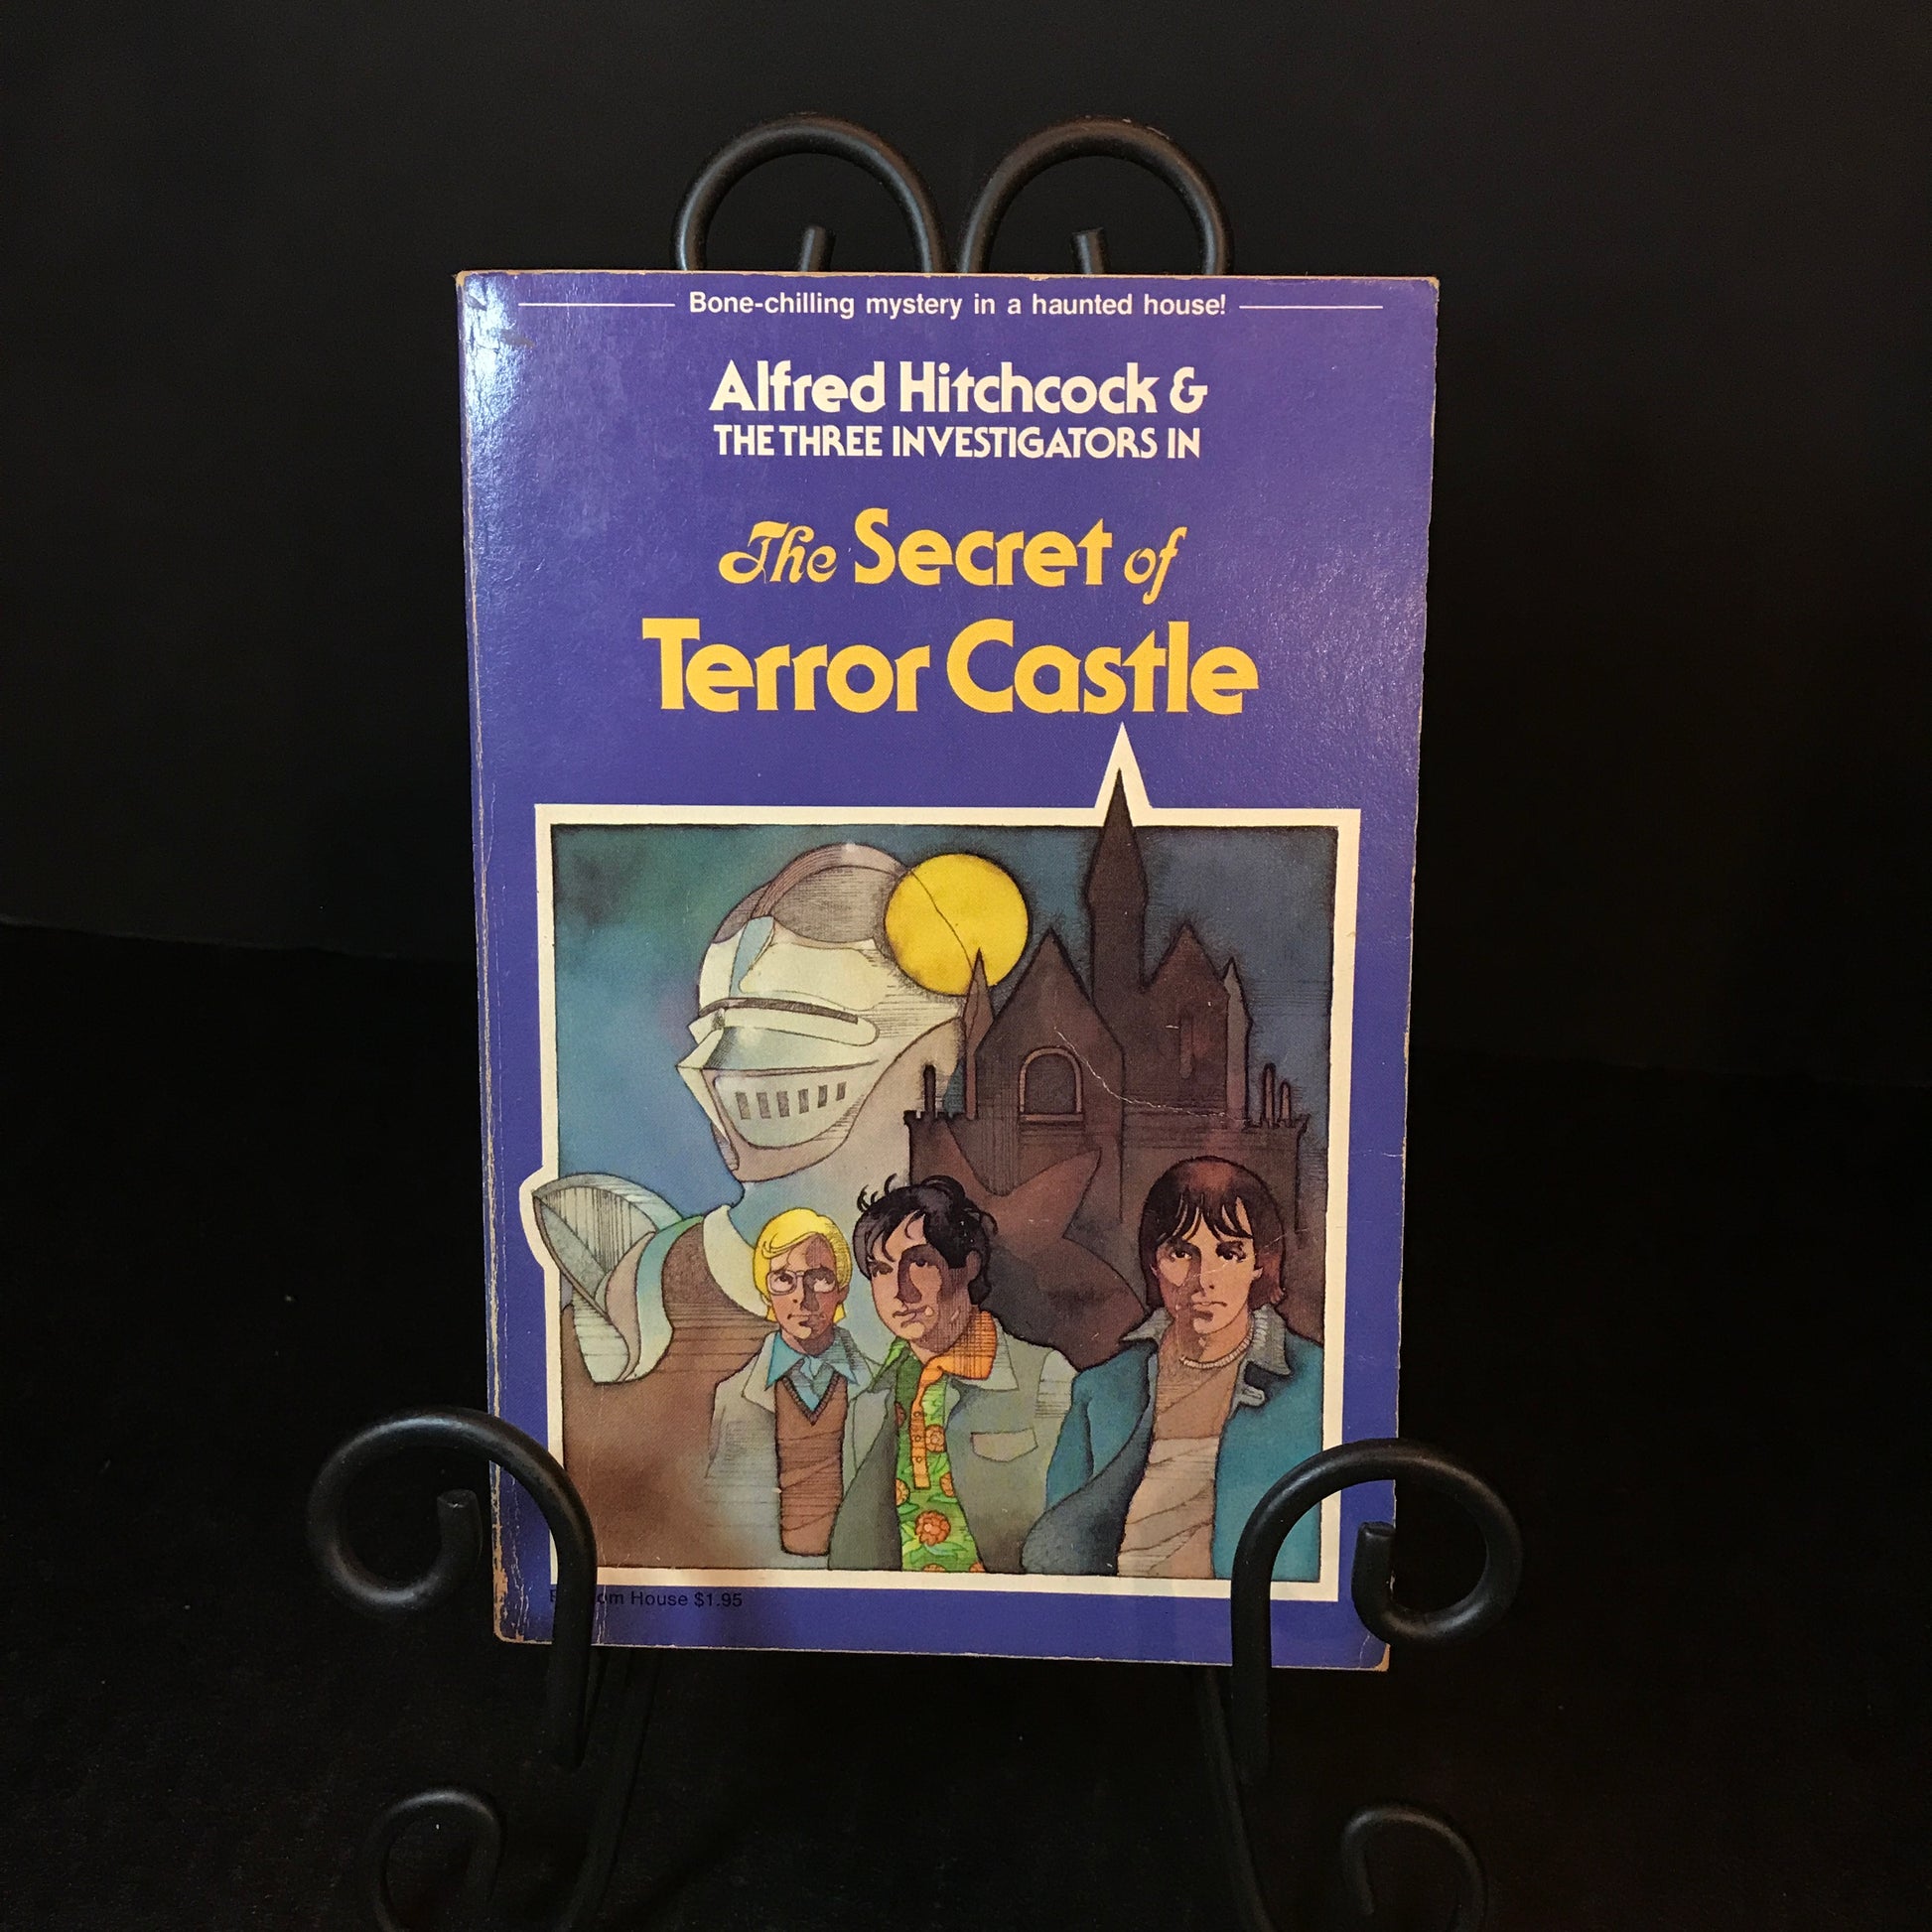 Bone-chilling mystery in a haunted house!
Alfred Hitchcock &
THE THREE INVESTIGATORS IN
The Secret of
Terror Castle
House $1.95